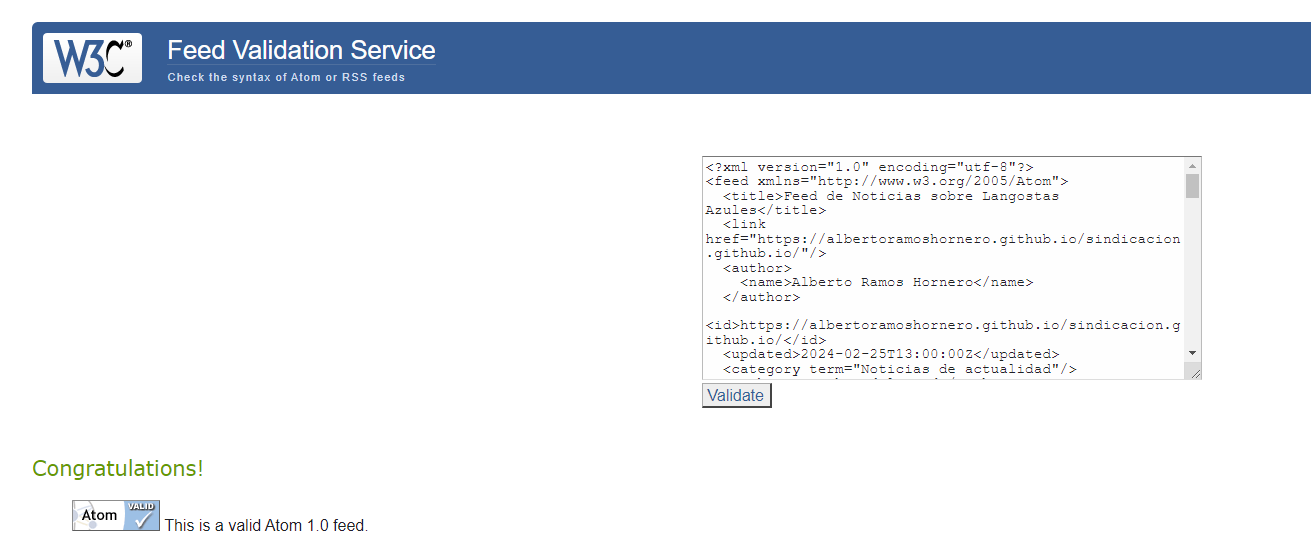 W3C®
Feed Validation Service
Check the syntax of Atom or RSS feeds
<?xml version="1.0" encoding="utf-8"?>
<feed xmlns="http://www.w3.org/2005/Atom">
<title>Feed de Noticias sobre Langostas
Azules</title>
<link
href="https://albertoramoshornero.github.io/sindicacion
.github.io/"/>
<author>
<name>Alberto Ramos Hornero</name>
</author>
<id>https://albertoramoshornero.github.io/sindicacion.g
ithub.io/</id>
<updated>2024-02-25T13:00:00Z</updated>
<category term="Noticias de actualidad"/>
Validate
Congratulations!
Atom VALID
This is a valid Atom 1.0 feed.